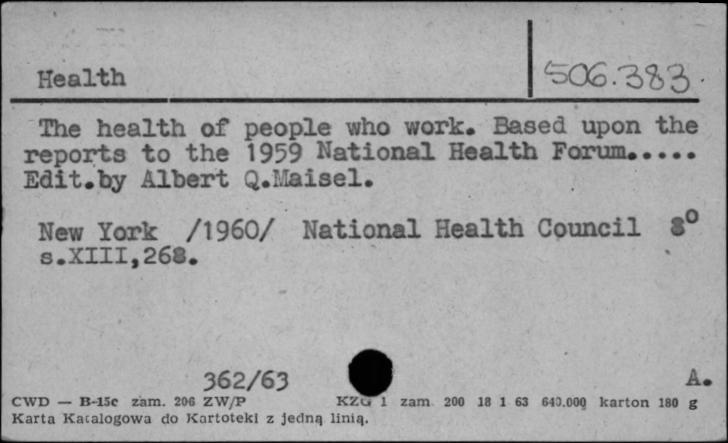 Health 506.383
The health of people who work. Based upon the
reports to the 1959 National Health Forum.....
Edit.by Albert Q.Maisel.
New York /1960/ National Health Council 8°
s.XIII,268.
362/63 A.
CWD — B-15c zam. 206 ZW/P KZG 1 zam. 200 18 1 63 640.000 karton 180 g
Karta Katalogowa do Kartoteki z jedną linią.